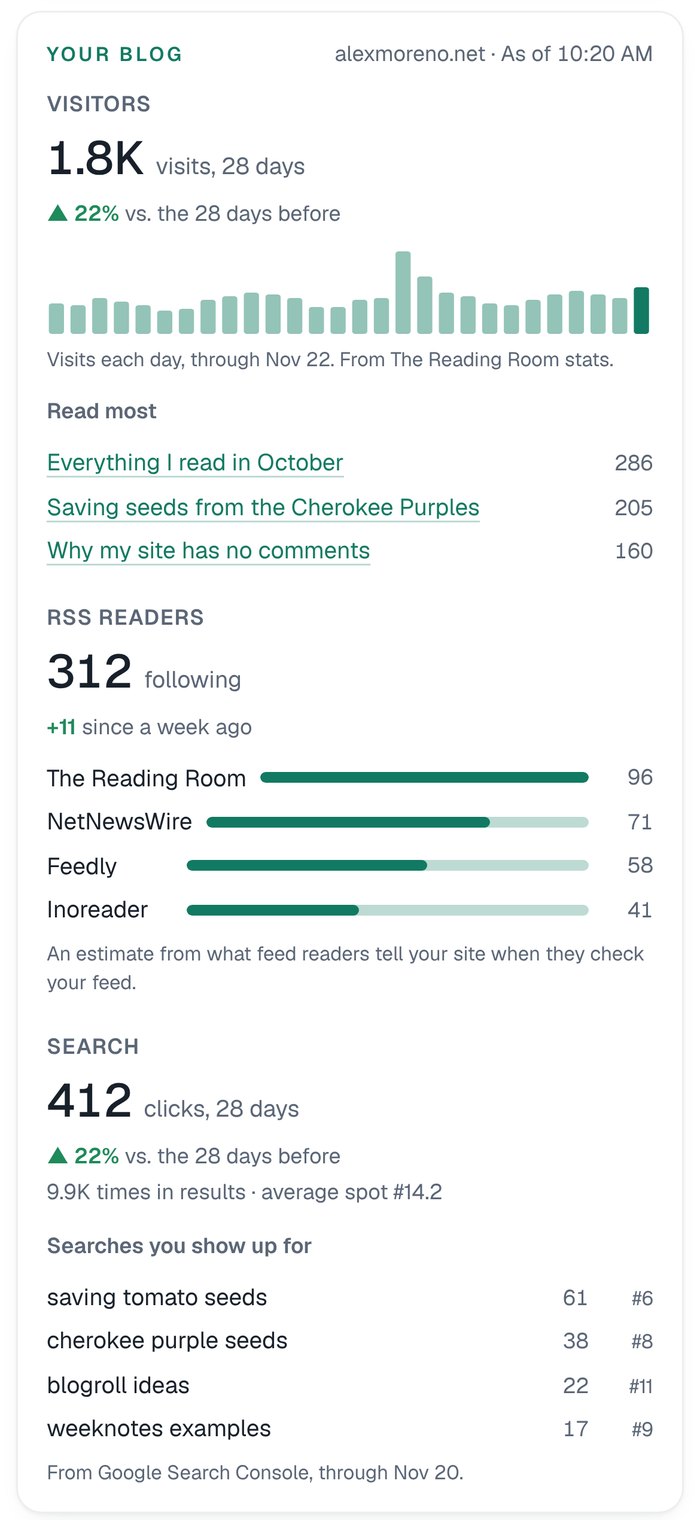 YOUR BLOG alexmoreno.net · As of 10:20 AM
VISITORS
1.8K visits, 28 days
▲ 22% vs. the 28 days before
Visits each day, through Nov 22. From The Reading Room stats.
Read most
Everything I read in October 286
Saving seeds from the Cherokee Purples 205
Why my site has no comments 160
RSS READERS
312 following
+11 since a week ago
The Reading Room 96
NetNewsWire 71
Feedly 58
Inoreader 41
An estimate from what feed readers tell your site when they check
your feed.
SEARCH
412 clicks, 28 days
▲ 22% vs. the 28 days before
9.9K times in results · average spot #14.2
Searches you show up for
saving tomato seeds 61 #6
cherokee purple seeds 38 #8
blogroll ideas 22 #11
weeknotes examples 17 #9
From Google Search Console, through Nov 20.